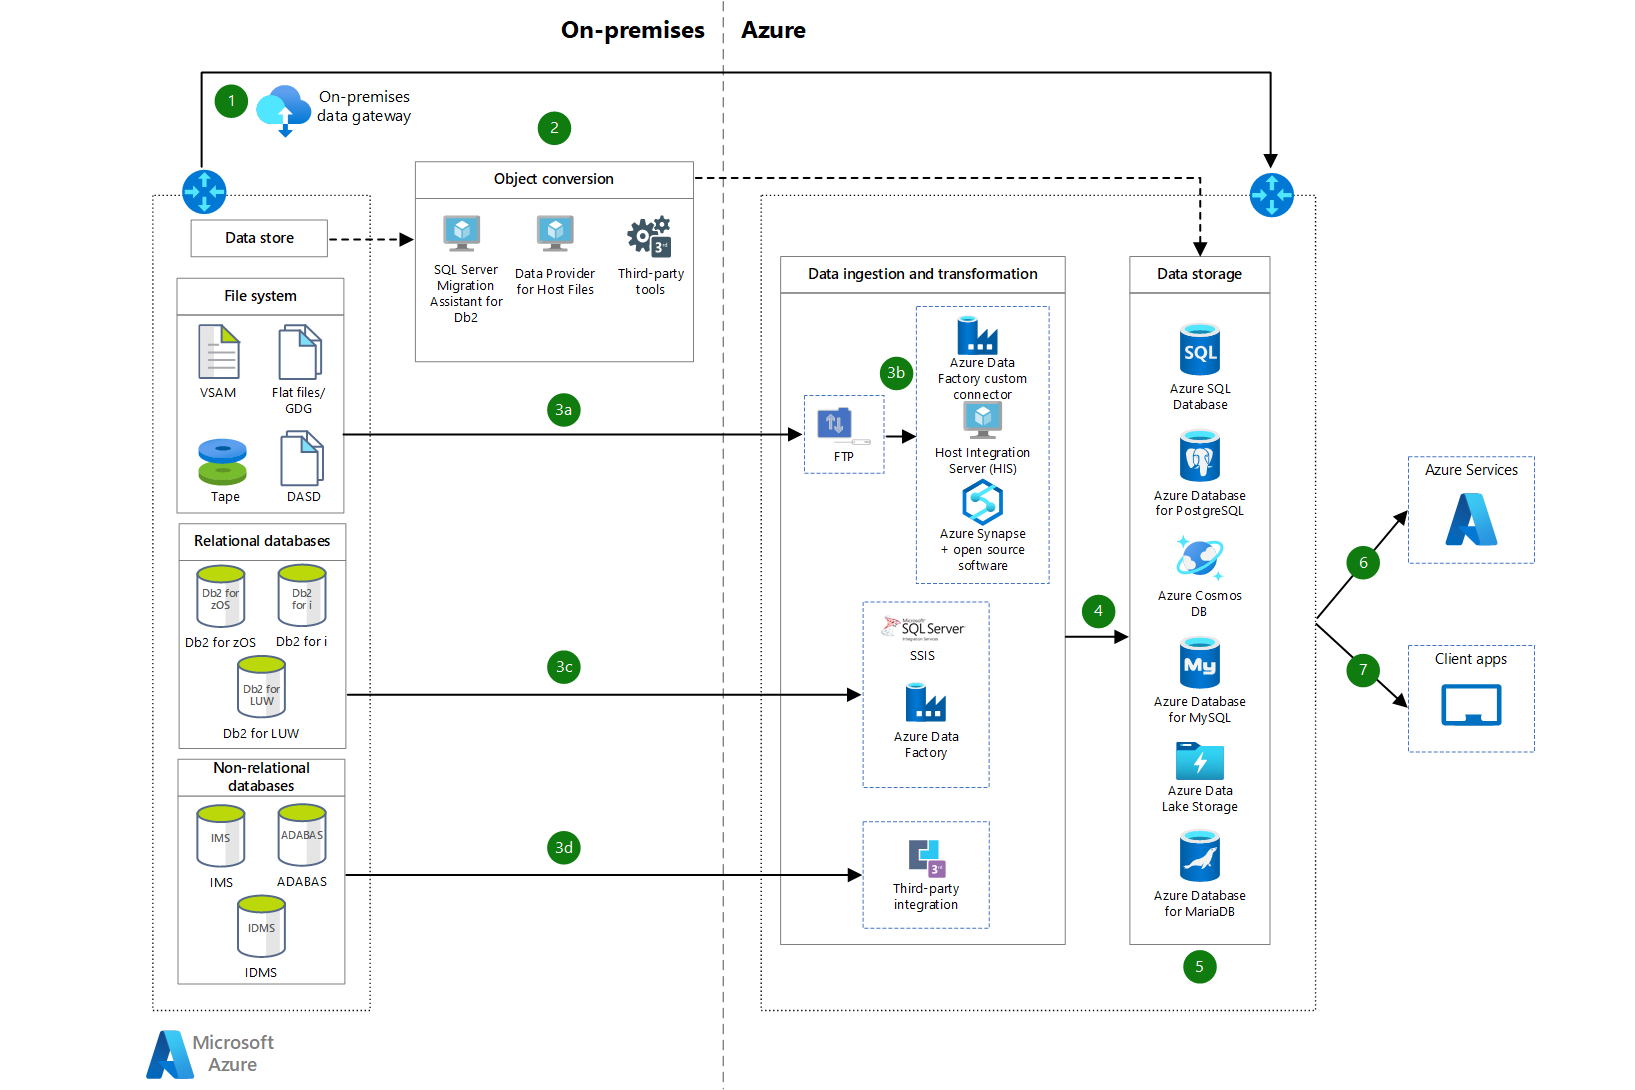 On-premises
Azure
1
On-premises
data gateway
2
Object conversion
SQL Server
Migration
Assistant for
Db2
Data Provider
for Host Files
3rd
Third-party
tools
Data store
File system
VSAM
Flat files/
GDG
Tape
DASD
Relational databases
Db2 for
zOS
Db2 for zOS
Db2
for i
Db2 for i
Db2 for
LUW
Db2 for LUW
Non-relational
databases
IMS
IMS
ADABAS
ADABAS
IDMS
IDMS
3a
3b
3c
3d
Data ingestion and transformation
FTP
Azure Data
Factory custom
connector
Host Integration
Server (HIS)
Azure Synapse
+ open source
software
Microsoft
SQL Server
Integration Services
SSIS
Azure Data
Factory
3rd
Third-party
integration
4
Data storage
SQL
Azure SQL
Database
Azure Database
for PostgreSQL
Azure Cosmos
DB
My
Azure Database
for MySQL
Azure Data
Lake Storage
Azure Database
for MariaDB
5
6
Azure Services
7
Client apps
Microsoft
Azure